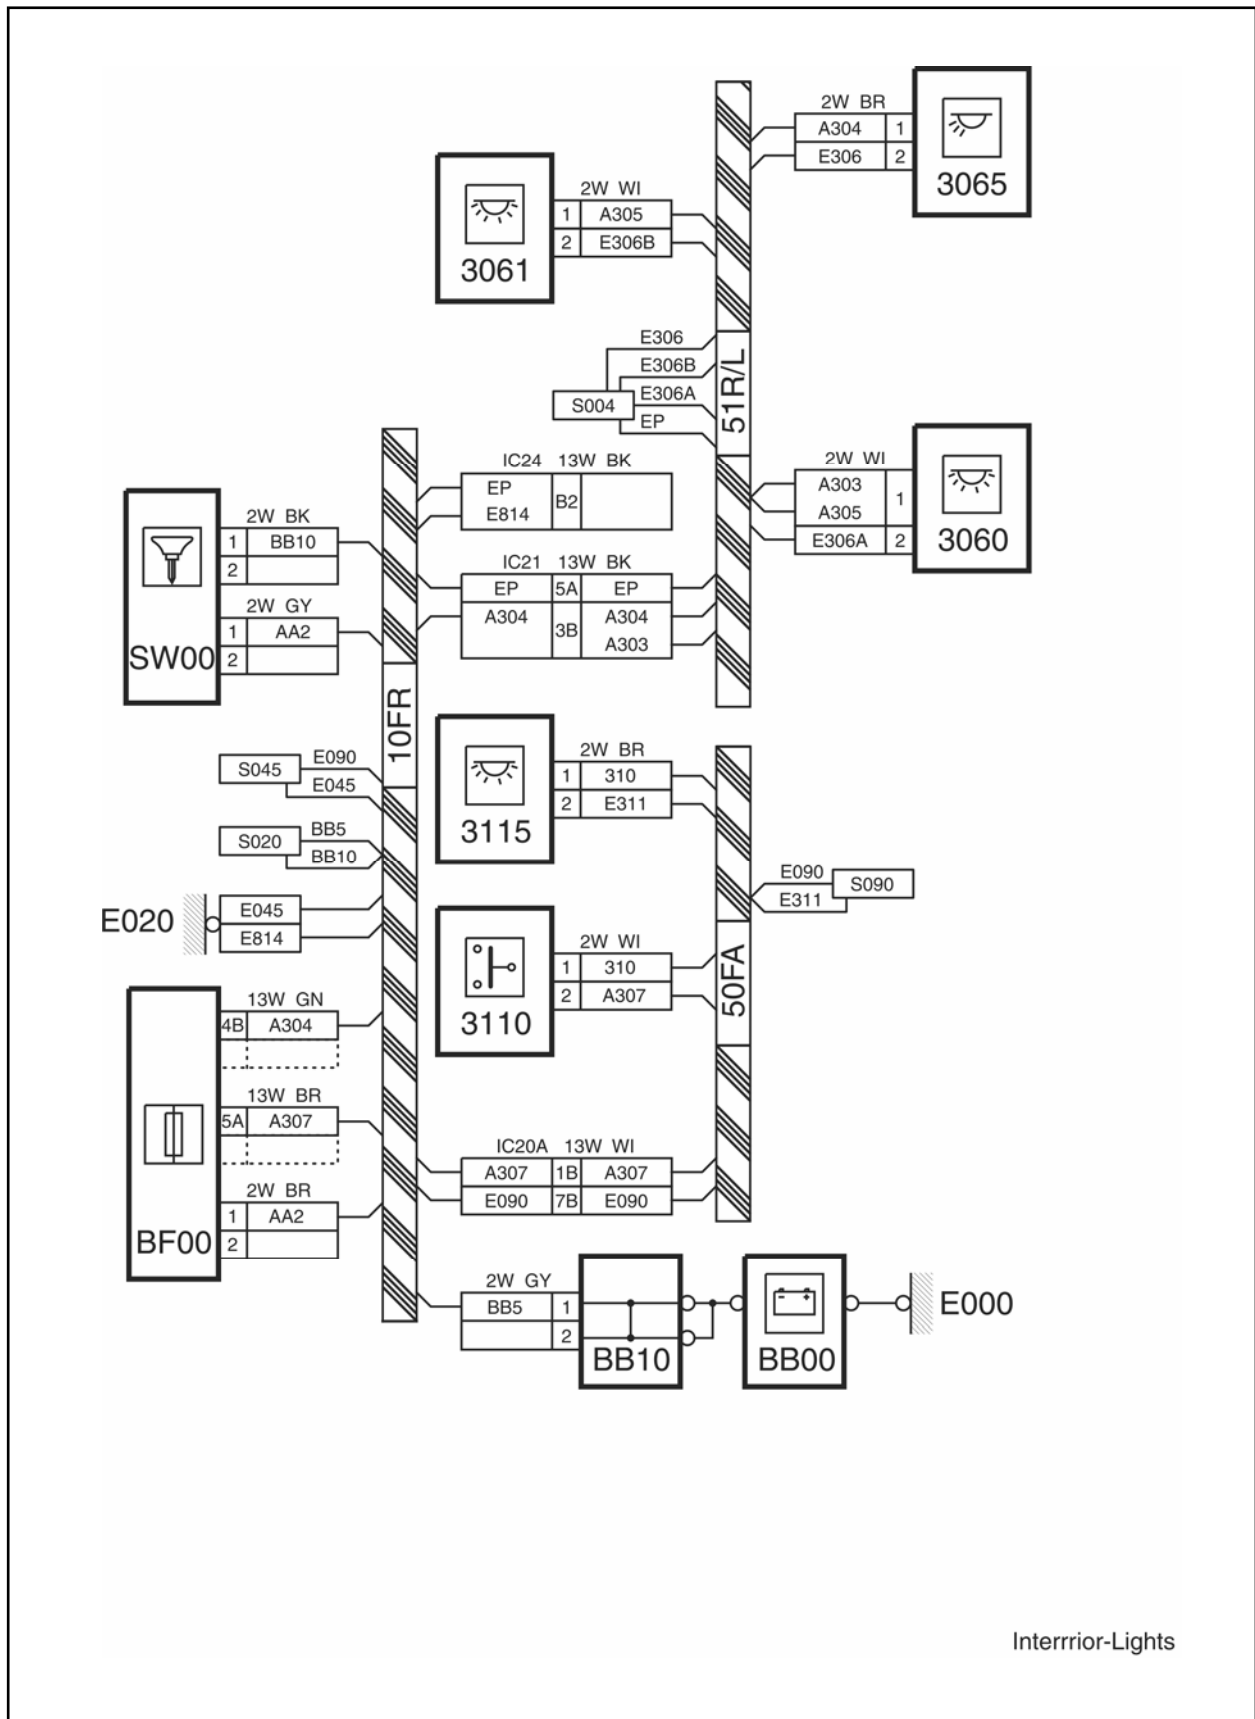 2W BR
A304 1
E306 2
3065
2W WI
1 A305
2 E306B
3061
E306
E306B
E306A
EP
S004
51R/L
2W WI
A303
A305
1
E306A 2
3060
IC24 13W BK
EP
E814
B2
2W BK
1 BB10
2
2W GY
1 AA2
2
SW00
IC21 13W BK
EP 5A EP
A304 3B A304
A303
10FR
2W BR
1 310
2 E311
3115
S045
E090
E045
S020
BB5
BB10
E090
E311
S090
E020
E045
E814
2W WI
1 310
2 A307
3110
50FA
13W GN
4B A304
13W BR
5A A307
2W BR
1 AA2
2
BF00
IC20A 13W WI
A307 1B A307
E090 7B E090
2W GY
BB5 1
2
BB10
BB00
E000
Interrrior-Lights